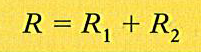 R = R₁ + R₂